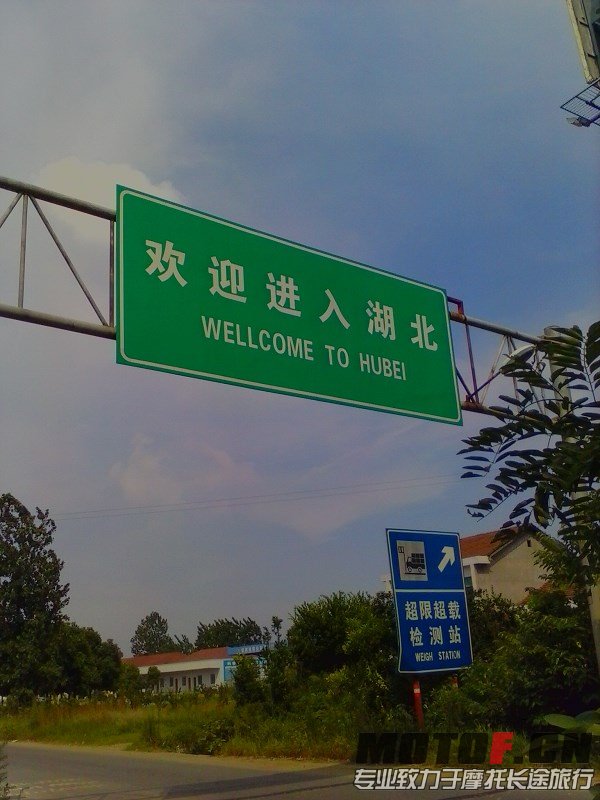 欢迎进入湖北
WELLCOME TO HUBEI
超限超载
检测站
WEIGH STATION
MOTOF.CN
专业致力于摩托长途旅行